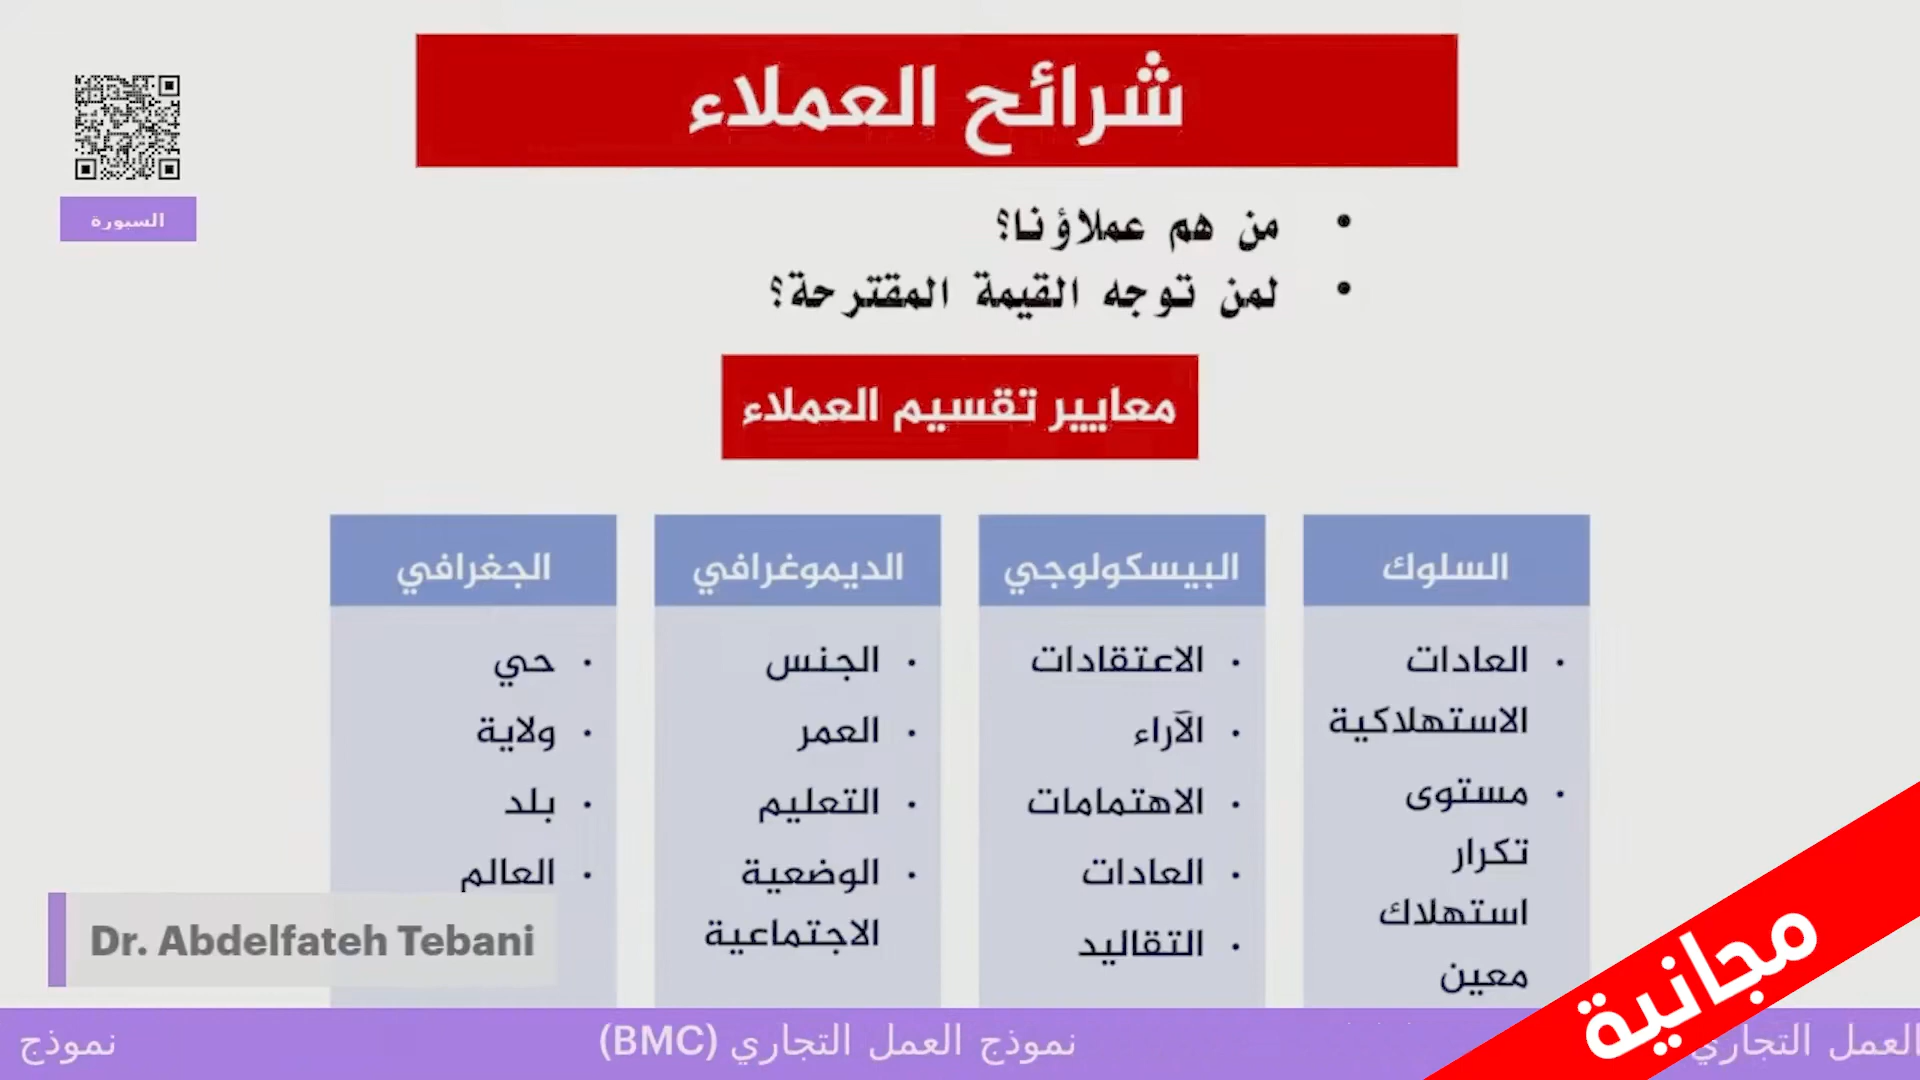 شرائح العملاء
السبورة
• من هم عملاؤنا؟
• لمن توجه القيمة المقترحة؟
معايير تقسيم العملاء
السلوك
• العادات
الاستهلاكية
• مستوى
تكرار
استهلاك
معين
البيسكولوجي
• الاعتقادات
• الآراء
• الاهتمامات
• العادات
• التقاليد
الديموغرافي
• الجنس
• العمر
• التعليم
• الوضعية
الاجتماعية
الجغرافي
• حي
• ولاية
• بلد
• العالم
Dr. Abdelfateh Tebani
مجانية
العمل التجاري
نموذج العمل التجاري (BMC)
نموذج